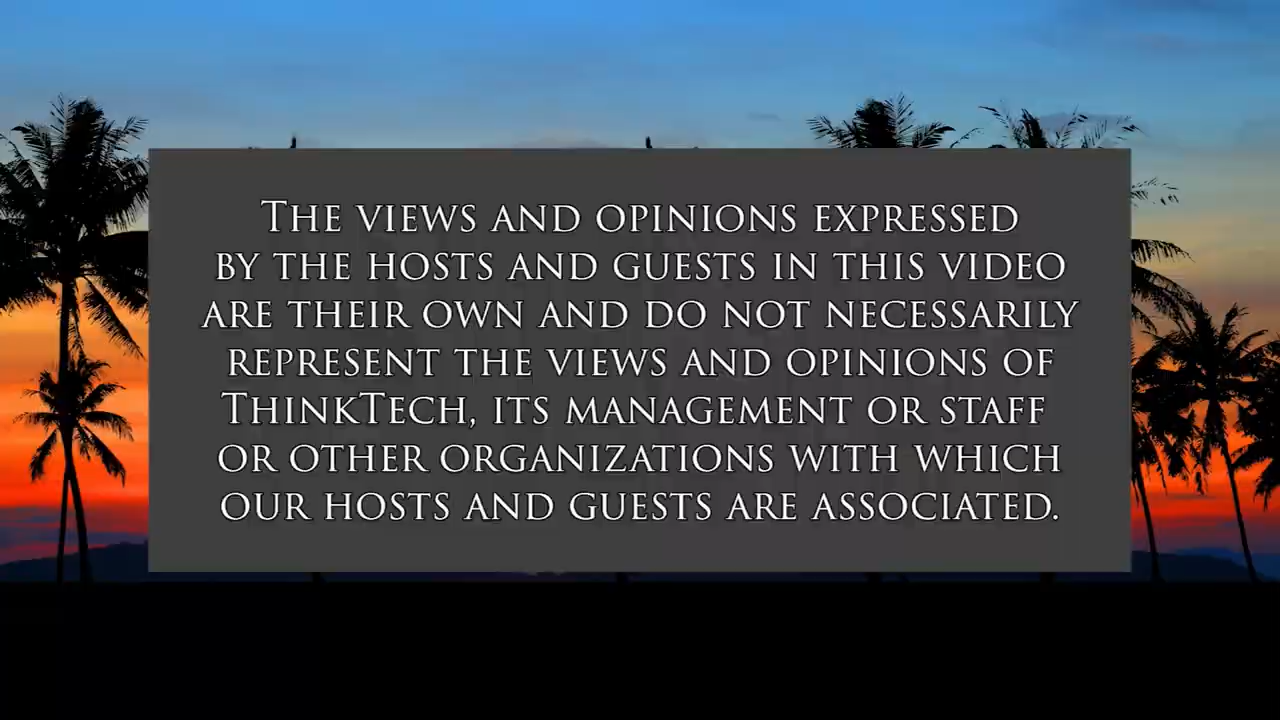 The views and opinions expressed
by the hosts and guests in this video
are their own and do not necessarily
represent the views and opinions of
ThinkTech, its management or staff
or other organizations with which
our hosts and guests are associated.